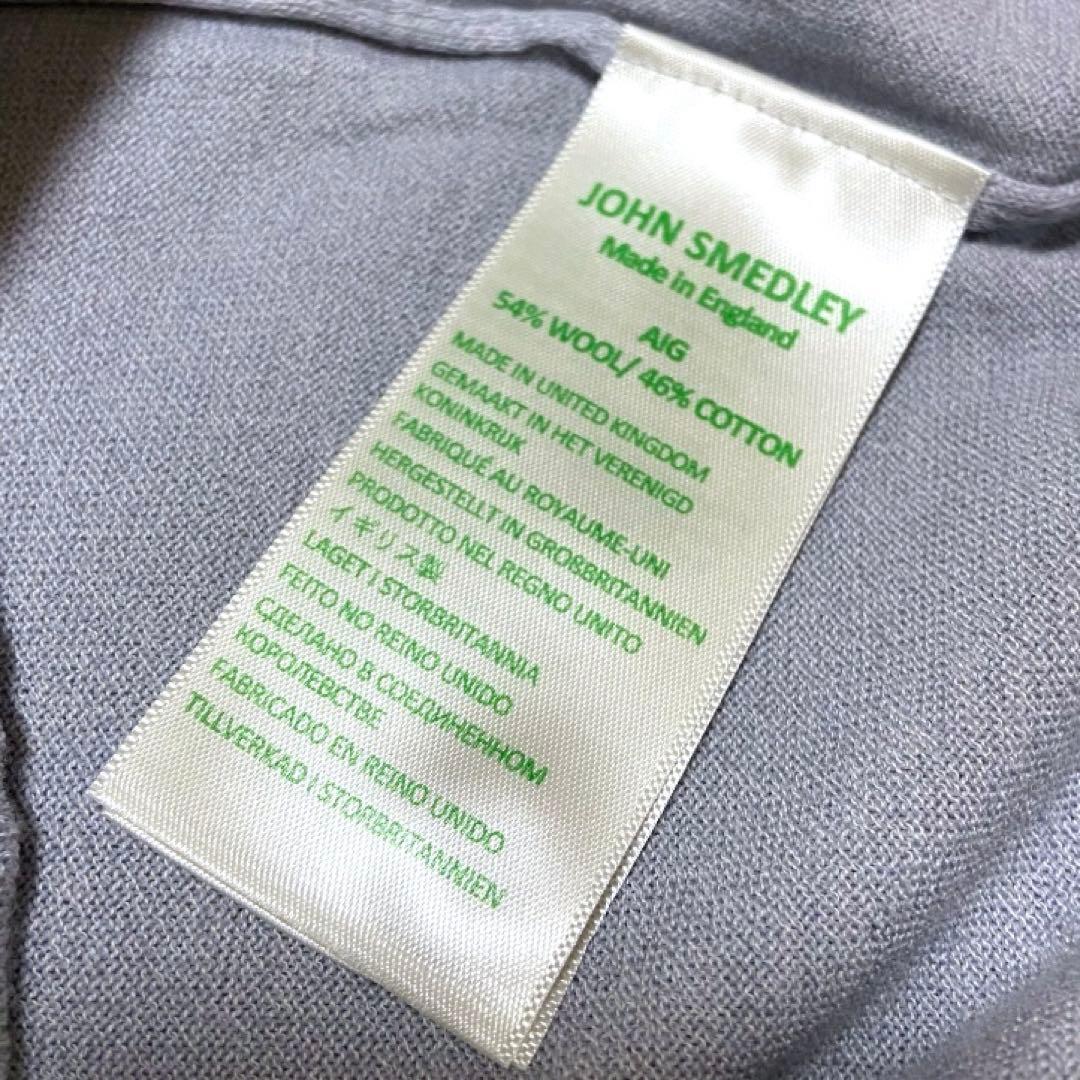 JOHN SMEDLEY
Made in England
AIG
54% WOOL/ 46% COTTON
MADE IN UNITED KINGDOM
GEMAAKT IN HET VERENIGD
KONINKRIJK
FABRIQUÉ AU ROYAUME-UNI
HERGESTELLT IN GROßBRITANNIEN
PRODOTTO NEL REGNO UNITO
イギリス製
LAGET I STORBRITANNIA
FEITO NO REINO UNIDO
СДЕЛАНО В СОЕДИНЕННОМ
КОРОЛЕВСТВЕ
FABRICADO EN REINO UNIDO
TILLVERKAD I STORBRITANNIEN